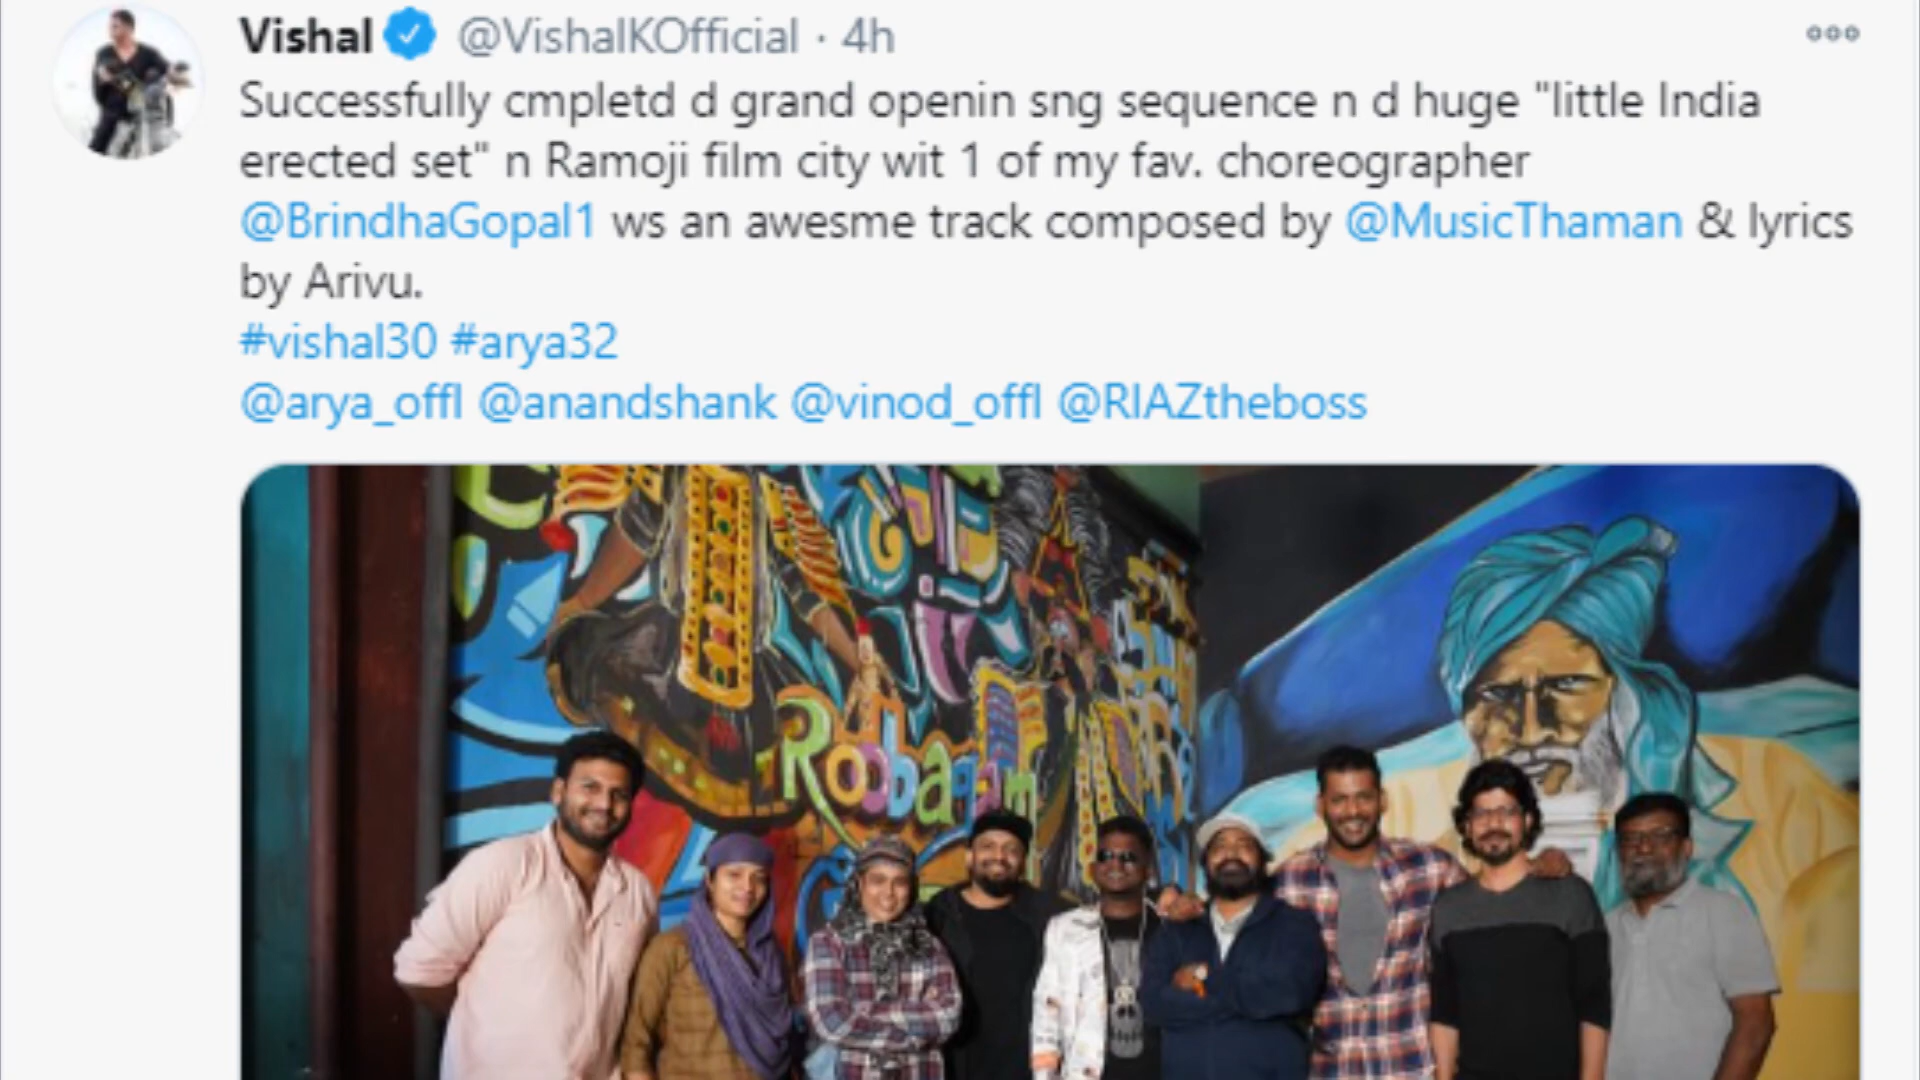 Vishal @VishalKOfficial · 4h
Successfully cmpletd d grand openin sng sequence n d huge "little India
erected set" n Ramoji film city wit 1 of my fav. choreographer
@BrindhaGopal1 ws an awesme track composed by @MusicThaman & lyrics
by Arivu.
#vishal30 #arya32
@arya_offl @anandshank @vinod_offl @RIAZtheboss
Roobagam